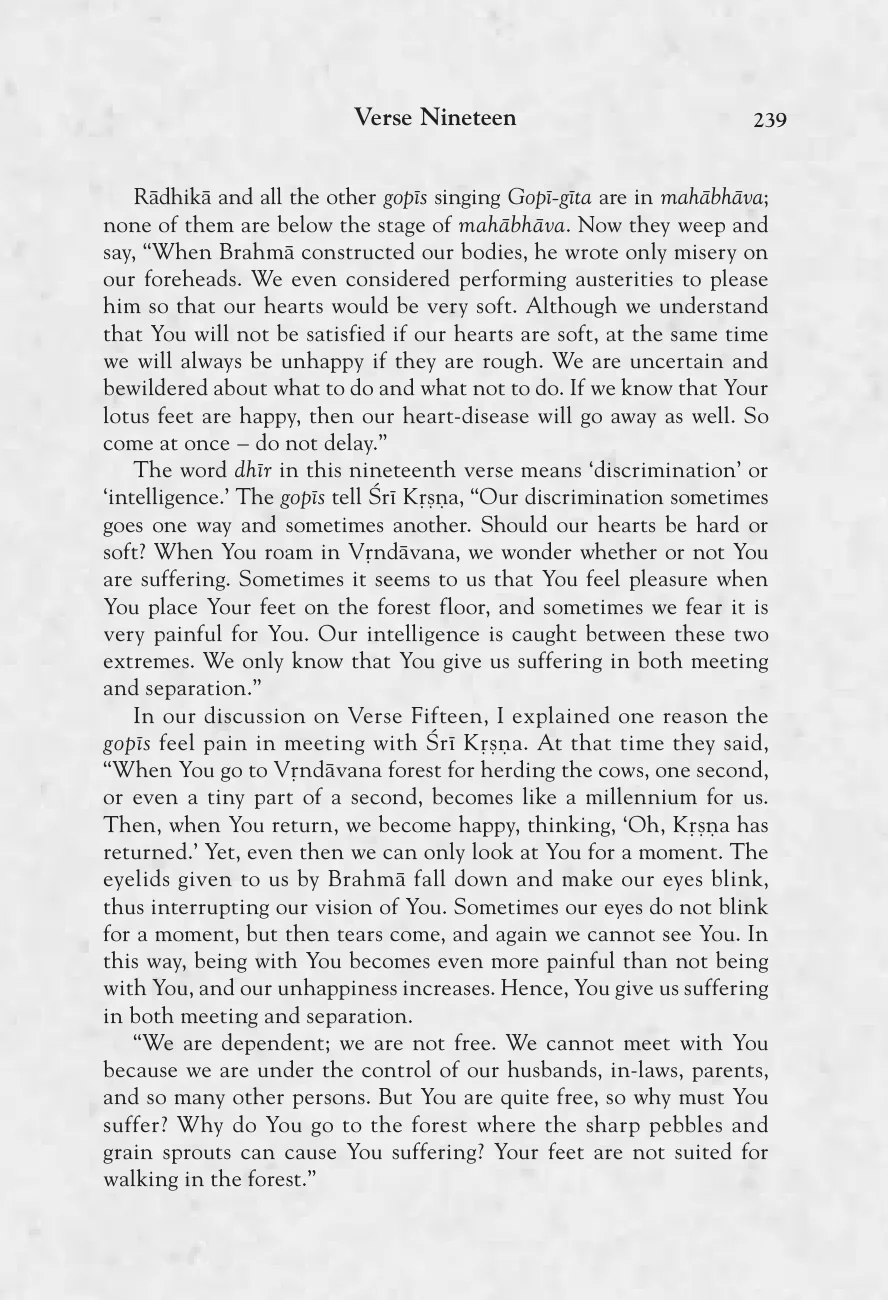 Verse Nineteen 239
Rādhikā and all the other gopīs singing Gopī-gīta are in mahābhāva;
none of them are below the stage of mahābhāva. Now they weep and
say, “When Brahmā constructed our bodies, he wrote only misery on
our foreheads. We even considered performing austerities to please
him so that our hearts would be very soft. Although we understand
that You will not be satisfied if our hearts are soft, at the same time
we will always be unhappy if they are rough. We are uncertain and
bewildered about what to do and what not to do. If we know that Your
lotus feet are happy, then our heart-disease will go away as well. So
come at once – do not delay.”
The word dhīr in this nineteenth verse means ‘discrimination’ or
‘intelligence.’ The gopīs tell Śrī Kṛṣṇa, “Our discrimination sometimes
goes one way and sometimes another. Should our hearts be hard or
soft? When You roam in Vṛndāvana, we wonder whether or not You
are suffering. Sometimes it seems to us that You feel pleasure when
You place Your feet on the forest floor, and sometimes we fear it is
very painful for You. Our intelligence is caught between these two
extremes. We only know that You give us suffering in both meeting
and separation.”
In our discussion on Verse Fifteen, I explained one reason the
gopīs feel pain in meeting with Śrī Kṛṣṇa. At that time they said,
“When You go to Vṛndāvana forest for herding the cows, one second,
or even a tiny part of a second, becomes like a millennium for us.
Then, when You return, we become happy, thinking, ‘Oh, Kṛṣṇa has
returned.’ Yet, even then we can only look at You for a moment. The
eyelids given to us by Brahmā fall down and make our eyes blink,
thus interrupting our vision of You. Sometimes our eyes do not blink
for a moment, but then tears come, and again we cannot see You. In
this way, being with You becomes even more painful than not being
with You, and our unhappiness increases. Hence, You give us suffering
in both meeting and separation.
“We are dependent; we are not free. We cannot meet with You
because we are under the control of our husbands, in-laws, parents,
and so many other persons. But You are quite free, so why must You
suffer? Why do You go to the forest where the sharp pebbles and
grain sprouts can cause You suffering? Your feet are not suited for
walking in the forest.”